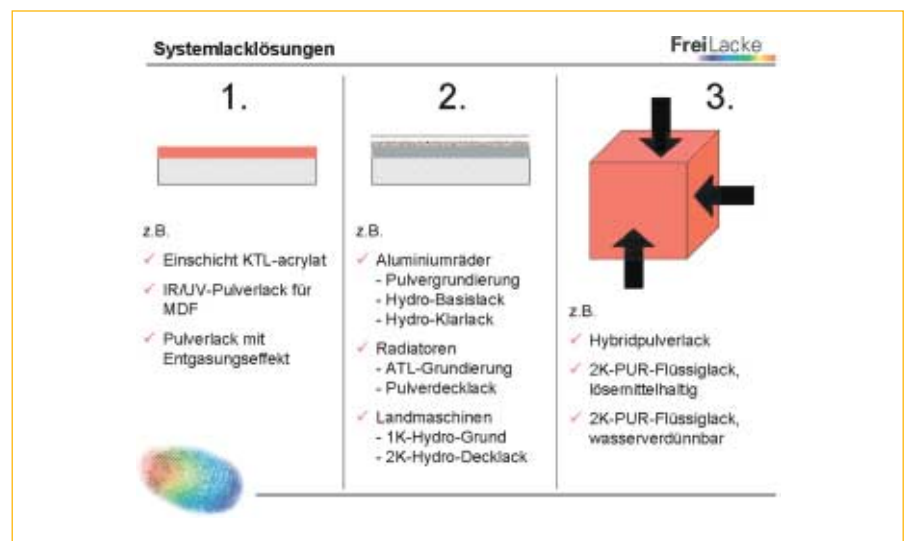 Systemlacklösungen
FreiLacke
1.
z.B.
✓ Einschicht KTL-acrylat
✓ IR/UV-Pulverlack für
MDF
✓ Pulverlack mit
Entgasungseffekt
2.
z.B.
✓ Aluminiumräder
- Pulvergrundierung
- Hydro-Basislack
- Hydro-Klarlack
✓ Radiatoren
- ATL-Grundierung
- Pulverdecklack
✓ Landmaschinen
- 1K-Hydro-Grund
- 2K-Hydro-Decklack
3.
z.B.
✓ Hybridpulverlack
✓ 2K-PUR-Flüssiglack,
lösemittelhaltig
✓ 2K-PUR-Flüssiglack,
wasserverdünnbar